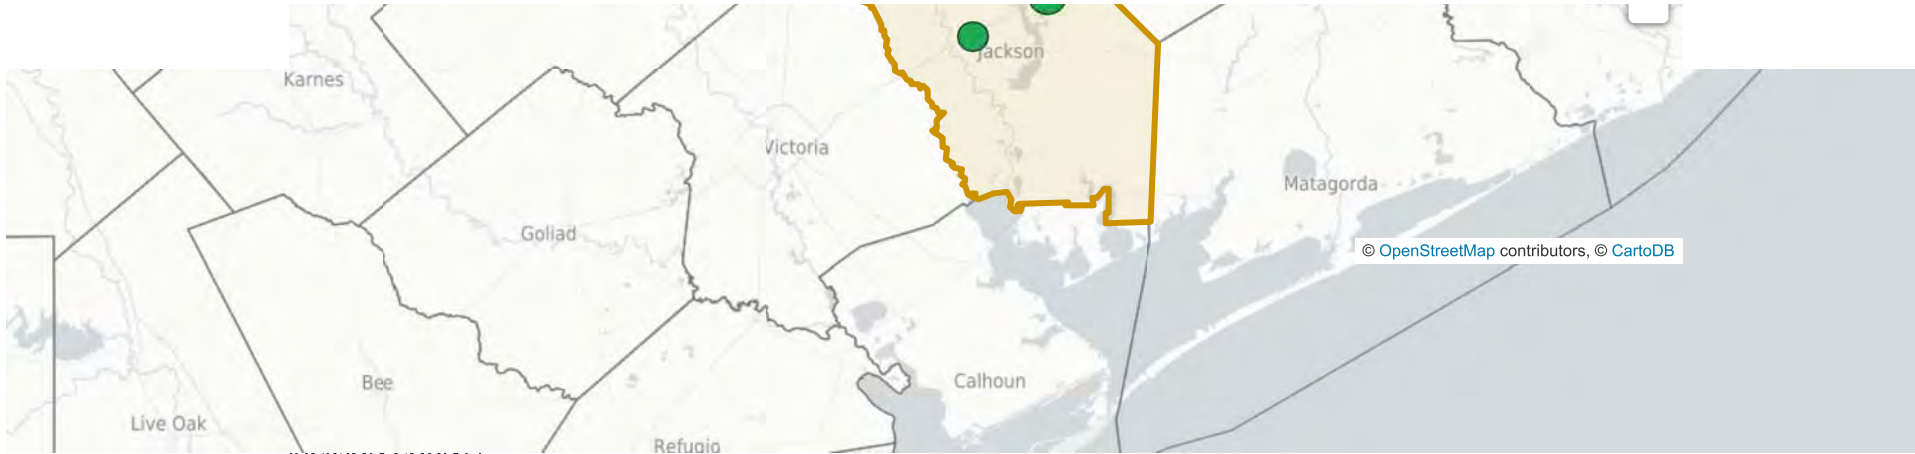 Jackson
Karnes
Victoria
Matagorda
Goliad
© OpenStreetMap contributors, © CartoDB
Bee
Calhoun
Live Oak
Refugio